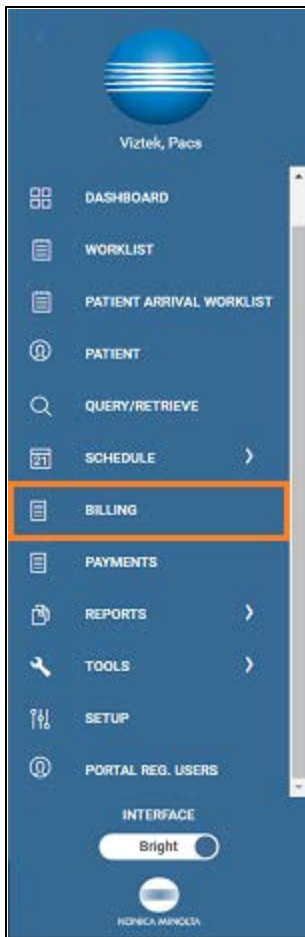 Viztek, Pacs
DASHBOARD
WORKLIST
PATIENT ARRIVAL WORKLIST
PATIENT
QUERY/RETRIEVE
21 SCHEDULE
BILLING
PAYMENTS
REPORTS
TOOLS
SETUP
PORTAL REG. USERS
INTERFACE
Bright
KONICA MINOLTA